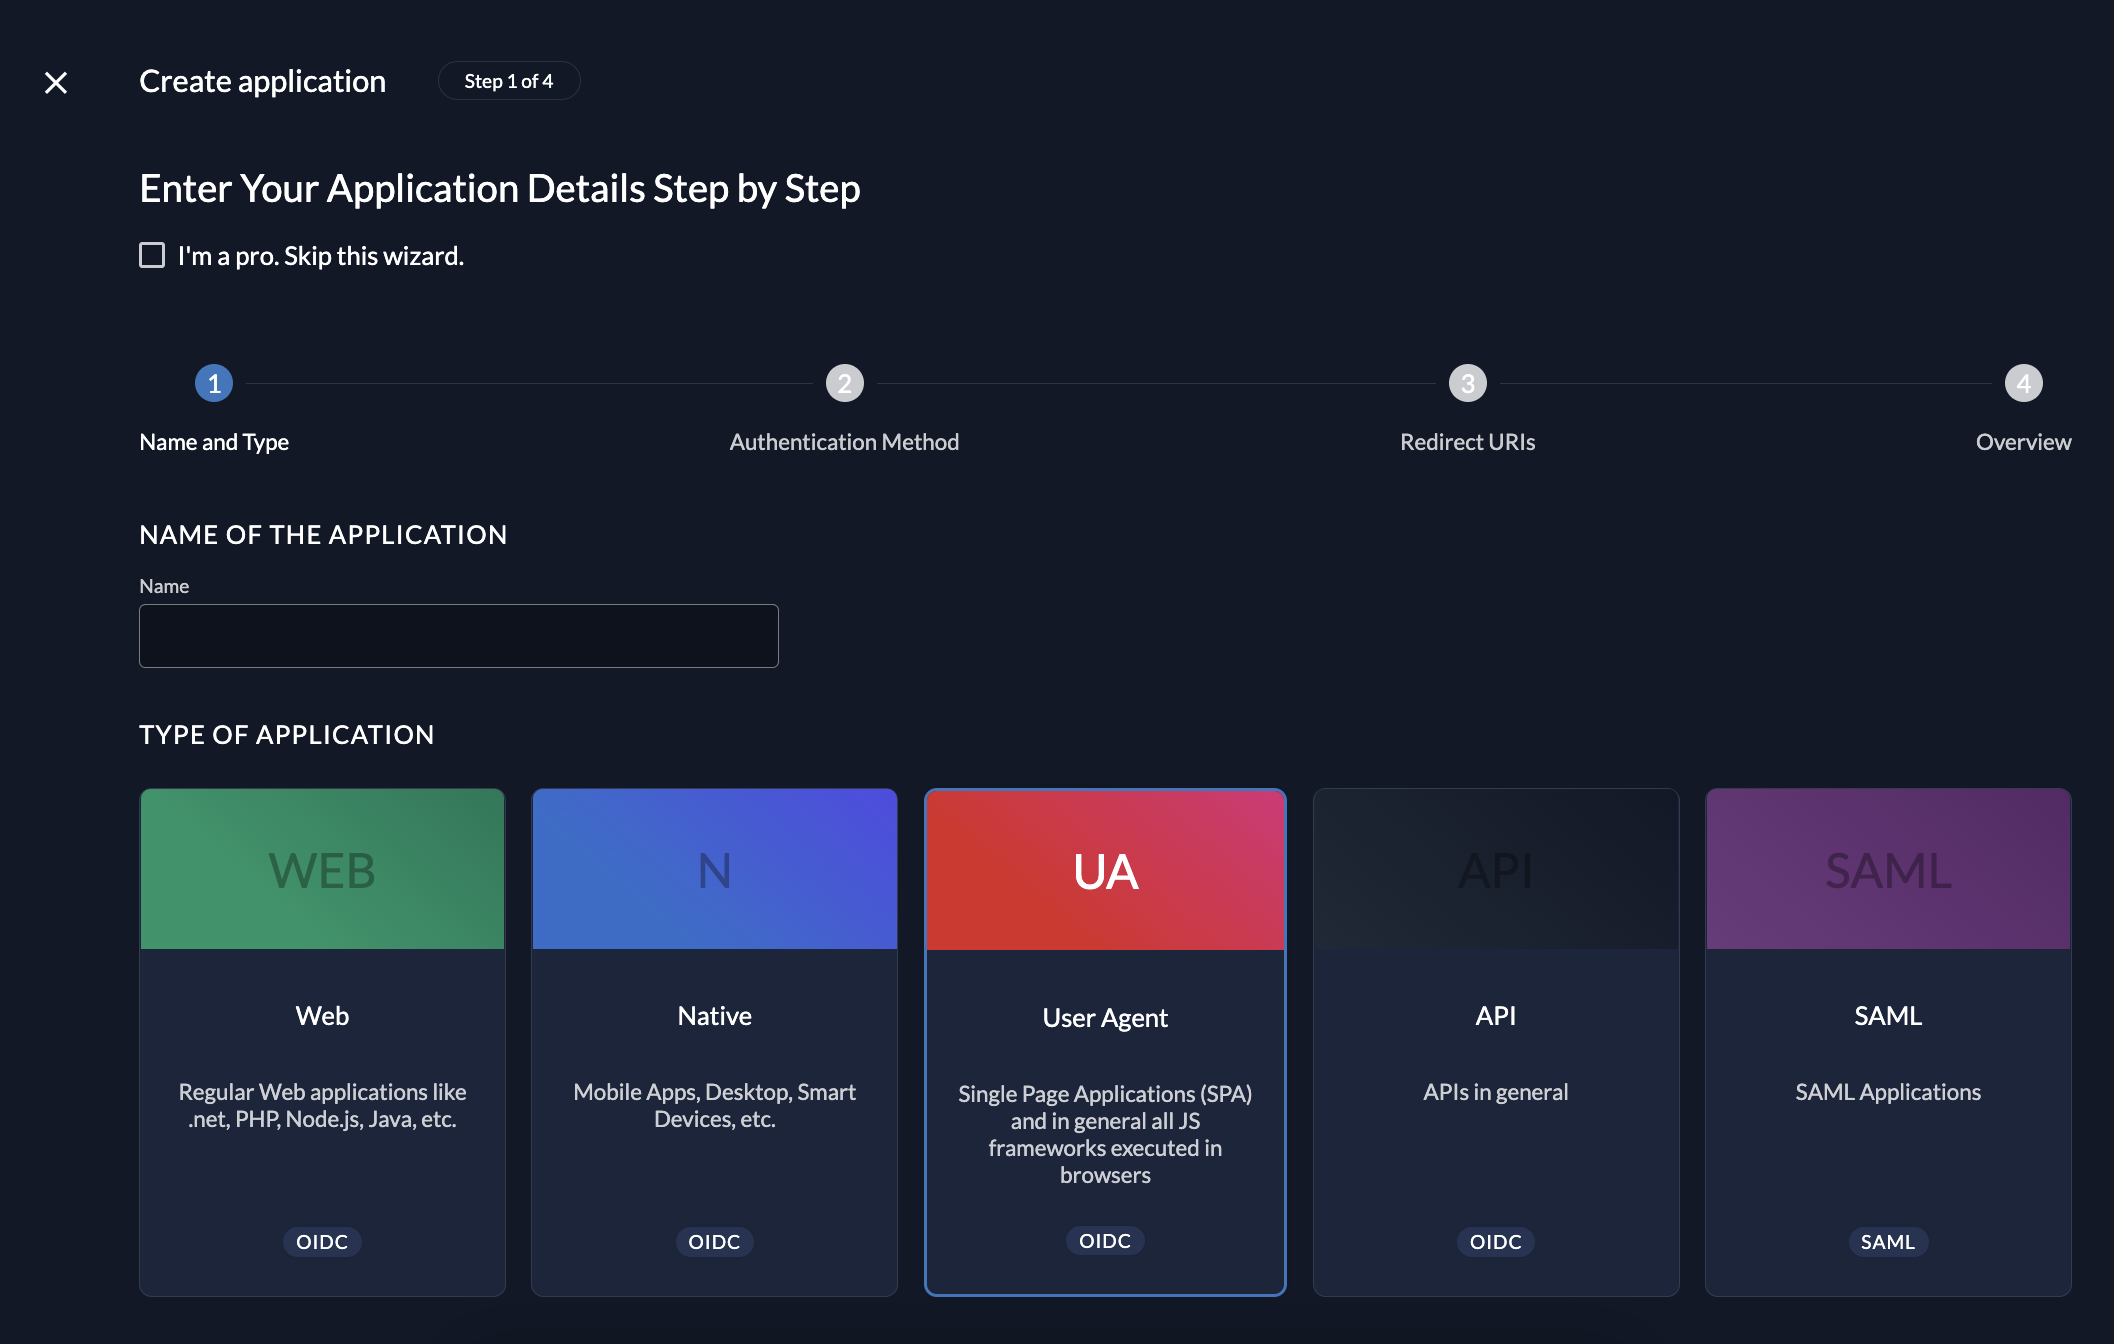 Create application
Step 1 of 4
Enter Your Application Details Step by Step
I'm a pro. Skip this wizard.
1
2
3
4
Name and Type
Authentication Method
Redirect URIs
Overview
NAME OF THE APPLICATION
Name
TYPE OF APPLICATION
WEB
Web
Regular Web applications like
.net, PHP, Node.js, Java, etc.
OIDC
N
Native
Mobile Apps, Desktop, Smart
Devices, etc.
OIDC
UA
User Agent
Single Page Applications (SPA)
and in general all JS
frameworks executed in
browsers
OIDC
API
API
APIs in general
OIDC
SAML
SAML
SAML Applications
SAML